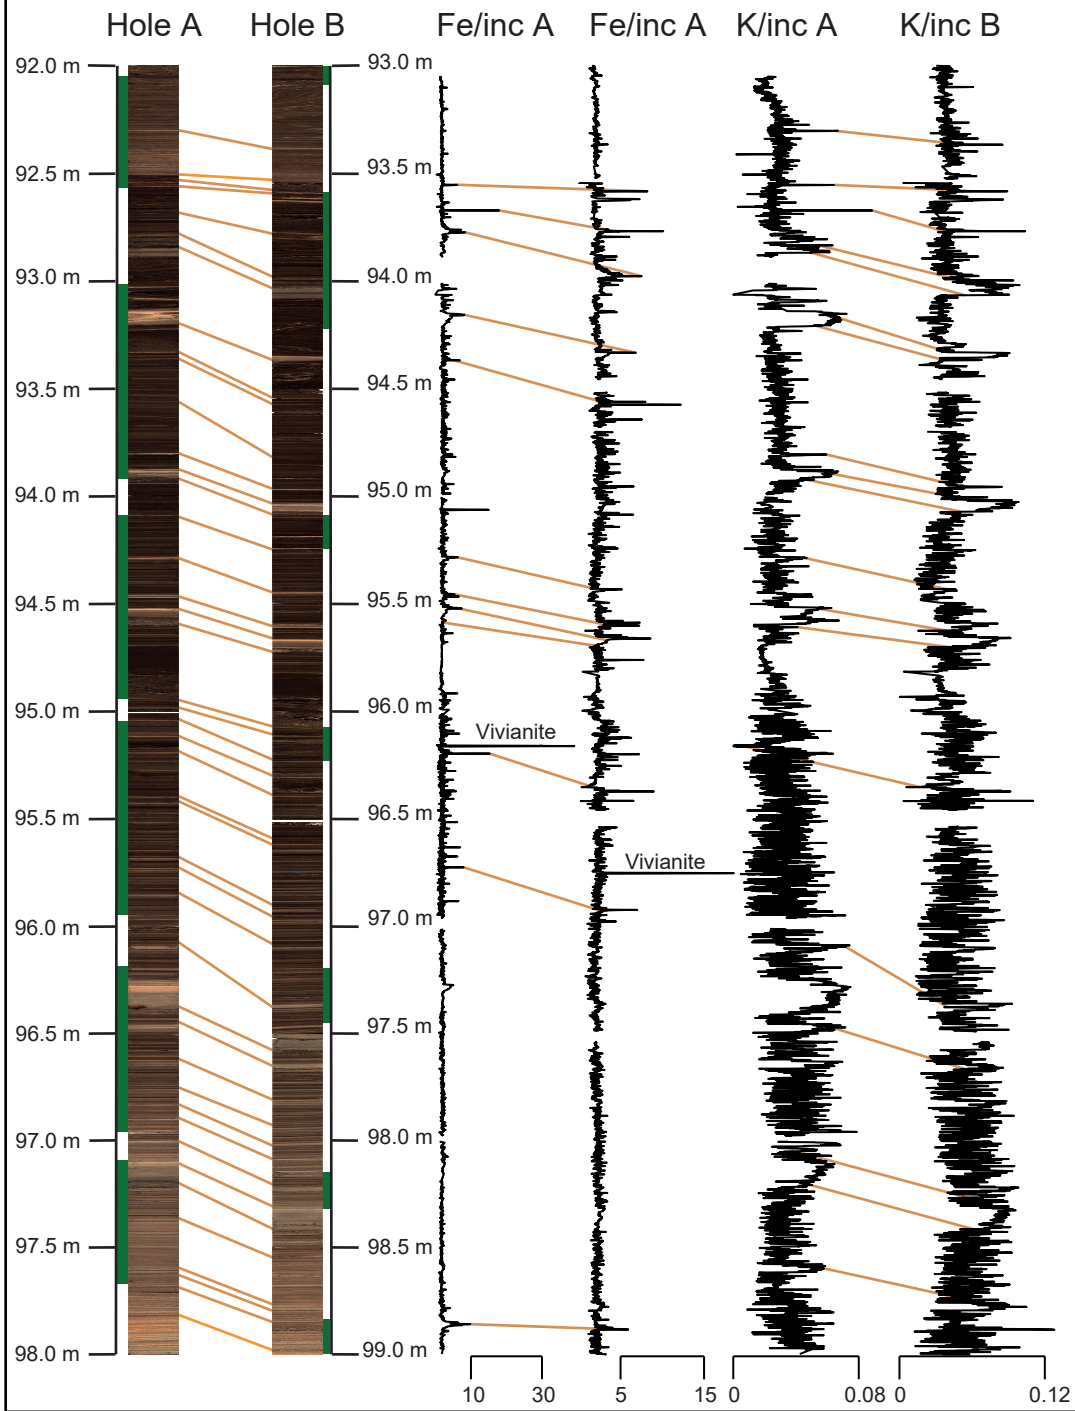 Hole A Hole B Fe/inc A Fe/inc A K/inc A K/inc B
92.0 m 93.0 m
92.5 m 93.5 m
93.0 m 94.0 m
93.5 m 94.5 m
94.0 m 95.0 m
94.5 m 95.5 m
95.0 m 96.0 m
Vivianite
95.5 m 96.5 m
Vivianite
96.0 m 97.0 m
96.5 m 97.5 m
97.0 m 98.0 m
97.5 m 98.5 m
98.0 m 99.0 m
10 30 5 15 0 0.08 0 0.12